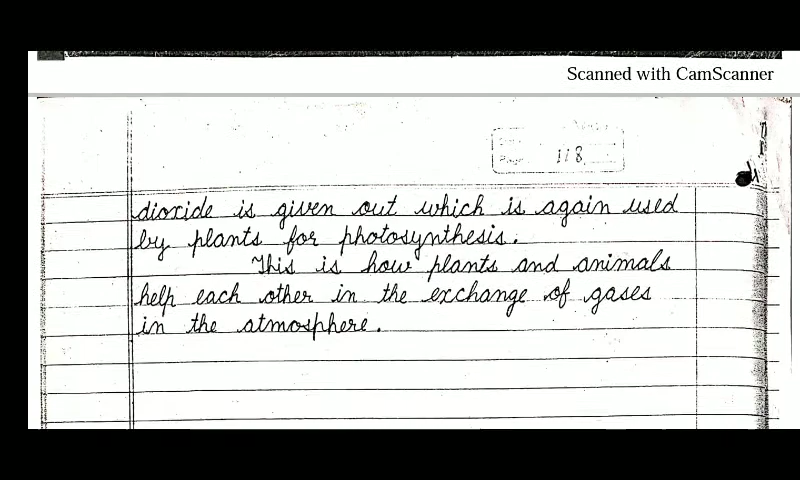 Scanned with CamScanner
Page 118
dioxide is given out which is again used
by plants for photosynthesis.
This is how plants and animals
help each other in the exchange of gases
in the atmosphere.